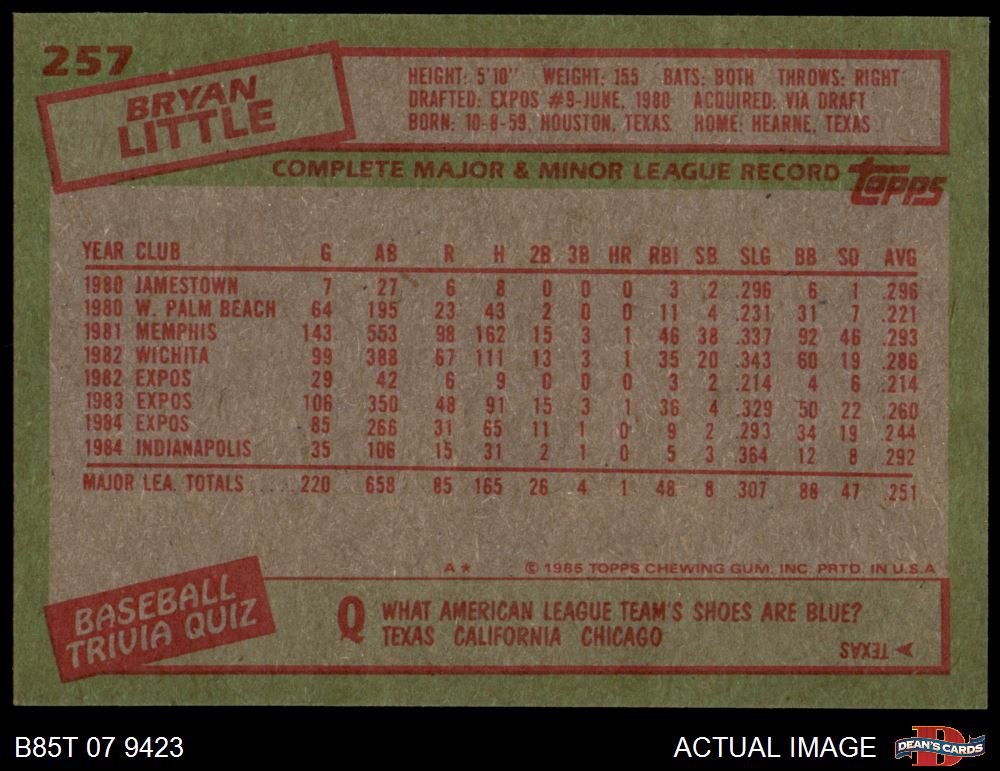 257
BRYAN
LITTLE
HEIGHT: 5'10" WEIGHT: 155 BATS: BOTH THROWS: RIGHT
DRAFTED: EXPOS #9-JUNE, 1980 ACQUIRED: VIA DRAFT
BORN: 10-8-59, HOUSTON, TEXAS HOME: HEARNE, TEXAS
COMPLETE MAJOR & MINOR LEAGUE RECORD
topps
YEAR CLUB G AB R H 2B 3B HR RBI SB SLG BB SO AVG
1980 JAMESTOWN 7 27 6 8 0 0 0 3 2 .296 6 1 .296
1980 W. PALM BEACH 64 195 23 43 2 0 0 11 4 .231 31 7 .221
1981 MEMPHIS 143 553 98 162 15 3 1 46 38 .337 92 46 .293
1982 WICHITA 99 388 67 111 13 3 1 35 20 .343 60 19 .286
1982 EXPOS 29 42 6 9 0 0 0 3 2 .214 4 6 .214
1983 EXPOS 106 350 48 91 15 3 1 36 4 .329 50 22 .260
1984 EXPOS 85 266 31 65 11 1 0 9 2 .293 34 19 .244
1984 INDIANAPOLIS 35 106 15 31 2 1 0 5 3 .364 12 8 .292
MAJOR LEA. TOTALS .... 220 658 85 165 26 4 1 48 8 .307 88 47 .251
A* © 1985 TOPPS CHEWING GUM, INC. PRTD. IN U.S.A
BASEBALL
TRIVIA QUIZ
Q WHAT AMERICAN LEAGUE TEAM'S SHOES ARE BLUE?
TEXAS CALIFORNIA CHICAGO
TEXAS
B85T 07 9423
ACTUAL IMAGE
D
DEAN'S CARDS